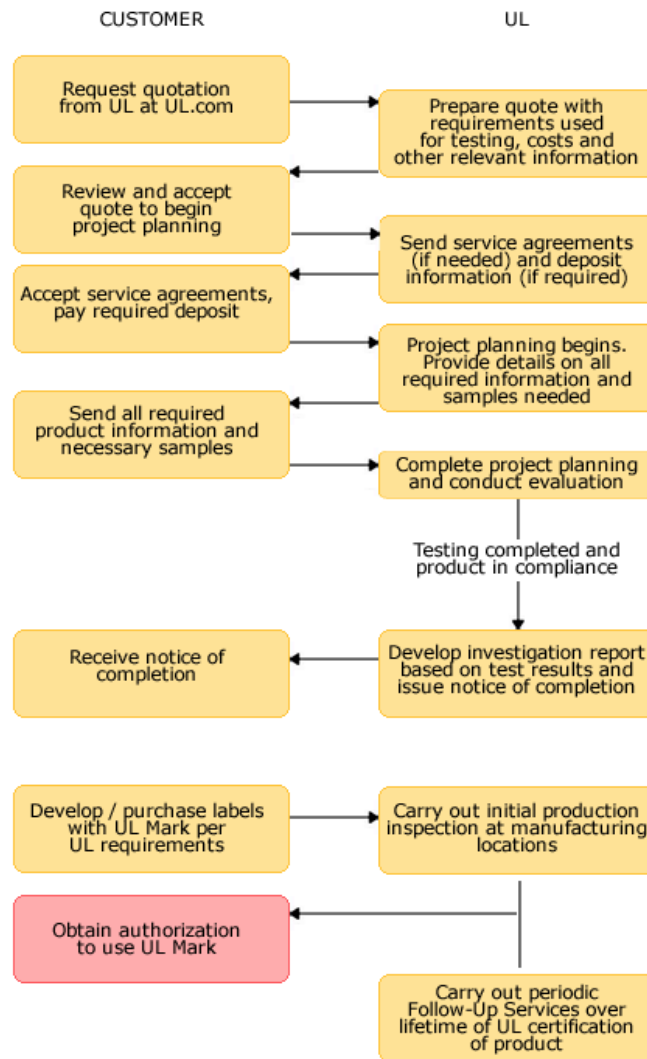 CUSTOMER
UL
Request quotation
from UL at UL.com
Prepare quote with
requirements used
for testing, costs and
other relevant information
Review and accept
quote to begin
project planning
Send service agreements
(if needed) and deposit
information (if required)
Accept service agreements,
pay required deposit
Project planning begins.
Provide details on all
required information and
samples needed
Send all required
product information and
necessary samples
Complete project planning
and conduct evaluation
Testing completed and
product in compliance
Develop investigation report
based on test results and
issue notice of completion
Receive notice of
completion
Develop / purchase labels
with UL Mark per
UL requirements
Carry out initial production
inspection at manufacturing
locations
Obtain authorization
to use UL Mark
Carry out periodic
Follow-Up Services over
lifetime of UL certification
of product